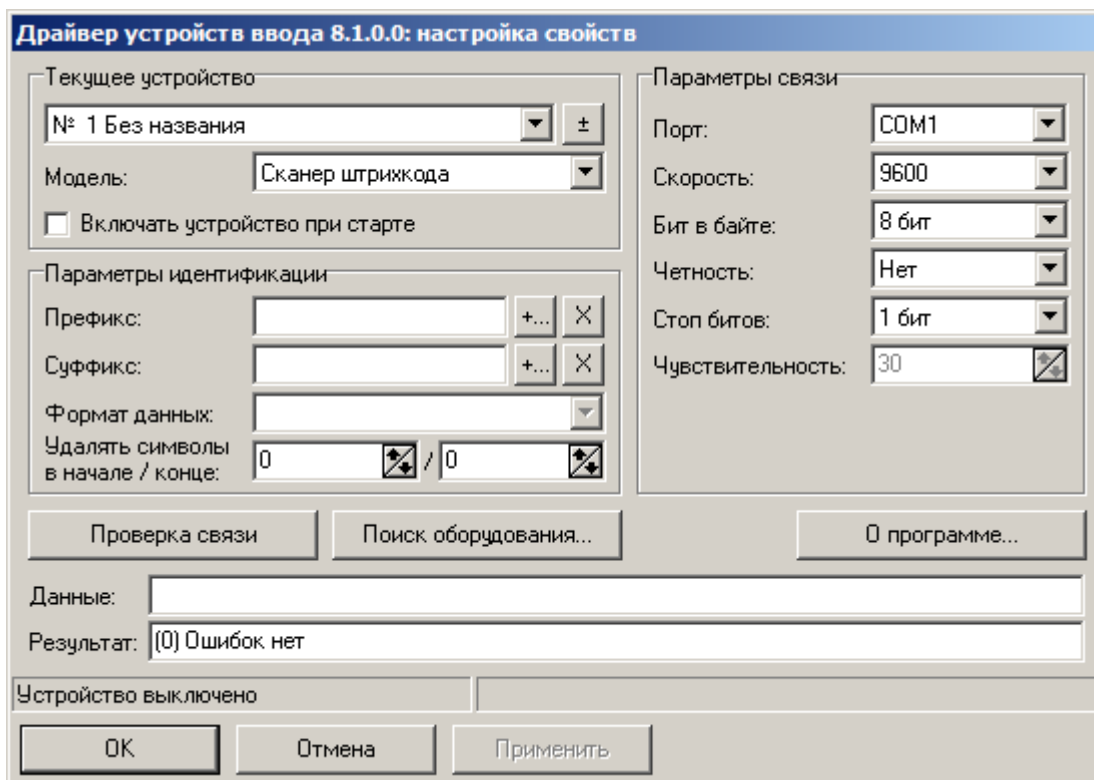 Драйвер устройств ввода 8.1.0.0: настройка свойств
Текущее устройство
№ 1 Без названия
±
Модель:
Сканер штрихкода
Включать устройство при старте
Параметры идентификации
Префикс:
+...
X
Суффикс:
+...
X
Формат данных:
Удалять символы
в начале / конце:
0 / 0
Параметры связи
Порт:
COM1
Скорость:
9600
Бит в байте:
8 бит
Четность:
Нет
Стоп битов:
1 бит
Чувствительность:
30
Проверка связи
Поиск оборудования...
О программе...
Данные:
Результат:
(0) Ошибок нет
Устройство выключено
OK
Отмена
Применить